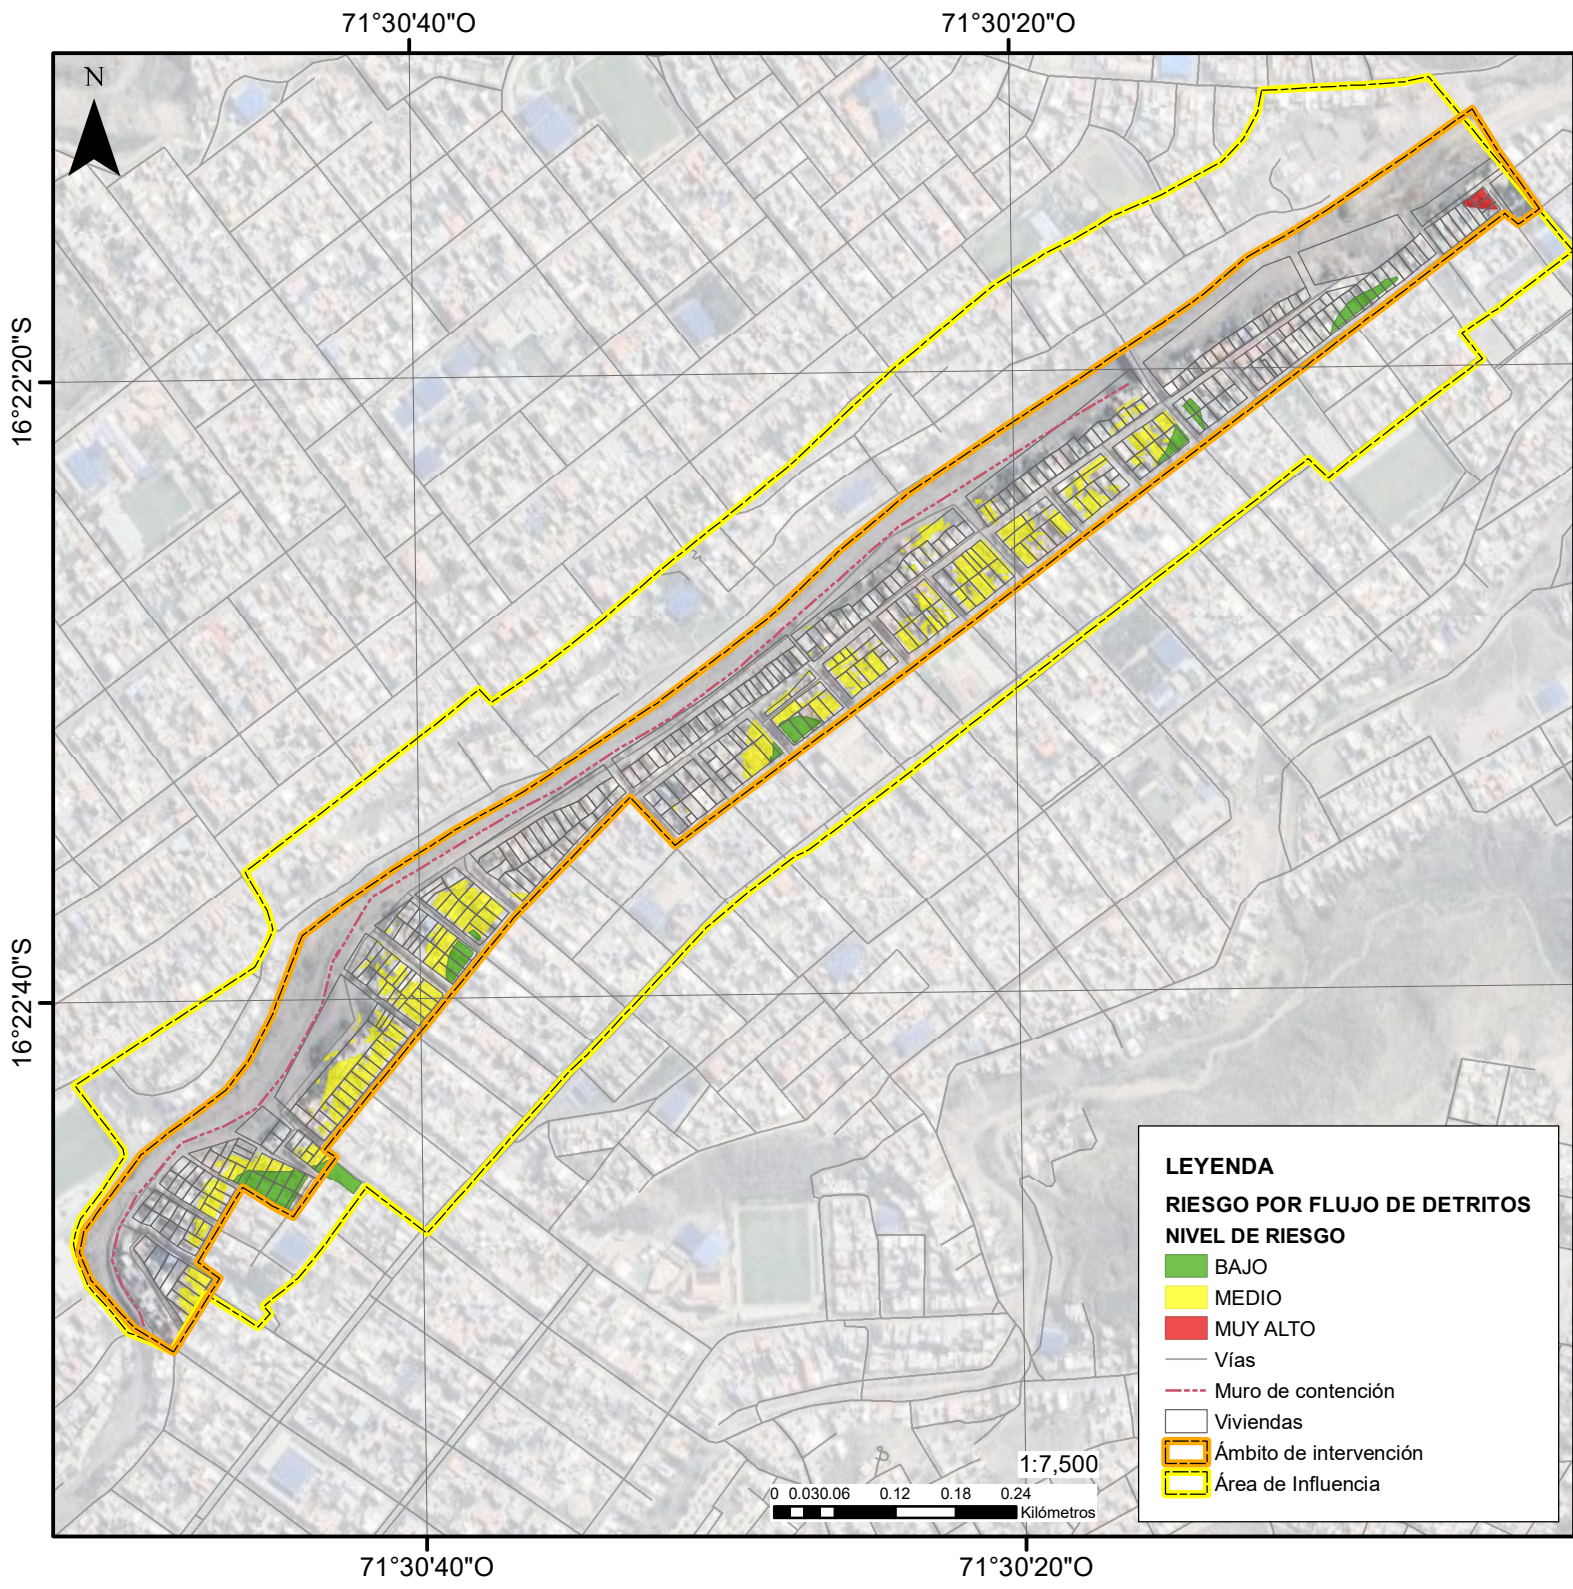 71°30'40"O
71°30'20"O
N
16°22'20"S
16°22'40"S
LEYENDA
RIESGO POR FLUJO DE DETRITOS
NIVEL DE RIESGO
BAJO
MEDIO
MUY ALTO
Vías
Muro de contención
Viviendas
Ámbito de intervención
Área de Influencia
1:7,500
0 0.030.06 0.12 0.18 0.24
Kilómetros
71°30'40"O
71°30'20"O